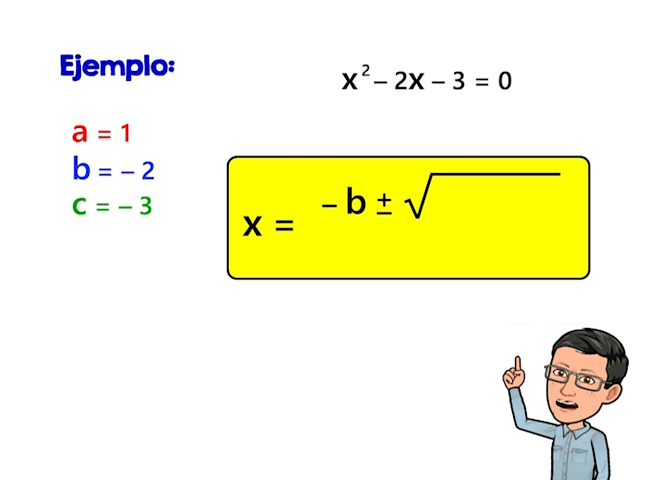 Ejemplo:
x² – 2x – 3 = 0
a = 1
b = – 2
c = – 3
x = – b ± √